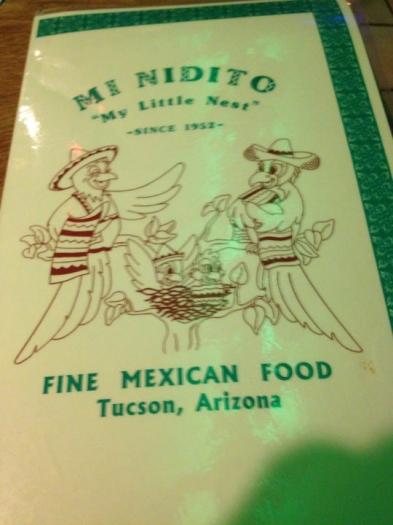 MI NIDITO
"My Little Nest"
-SINCE 1952-
FINE MEXICAN FOOD
Tucson, Arizona